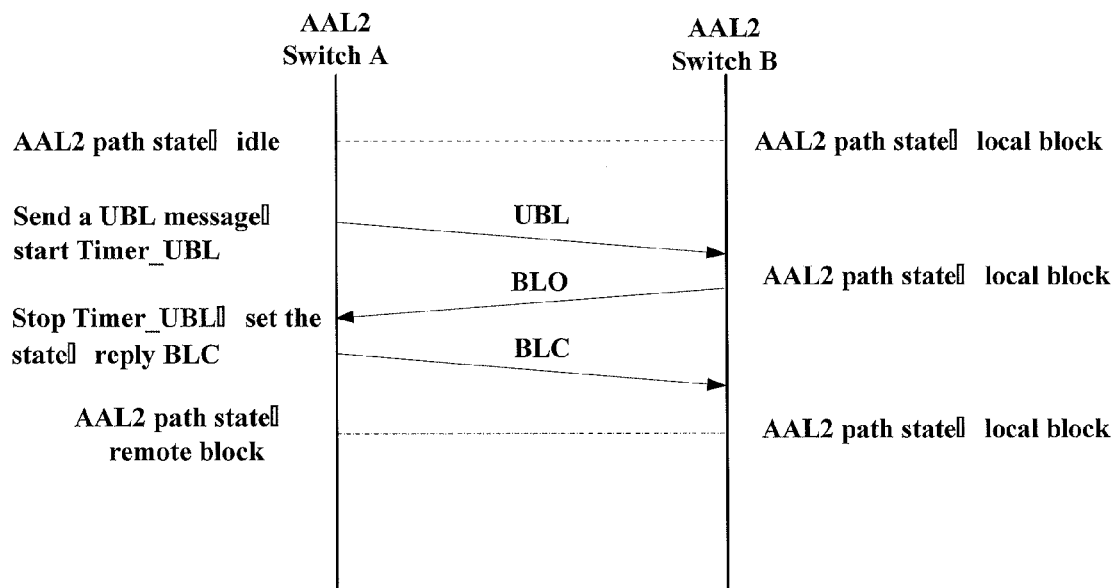 AAL2
Switch A
AAL2
Switch B
AAL2 path state▯ idle
AAL2 path state▯ local block
Send a UBL message▯
start Timer_UBL
UBL
AAL2 path state▯ local block
BLO
Stop Timer_UBL▯ set the
state▯ reply BLC
BLC
AAL2 path state▯
remote block
AAL2 path state▯ local block